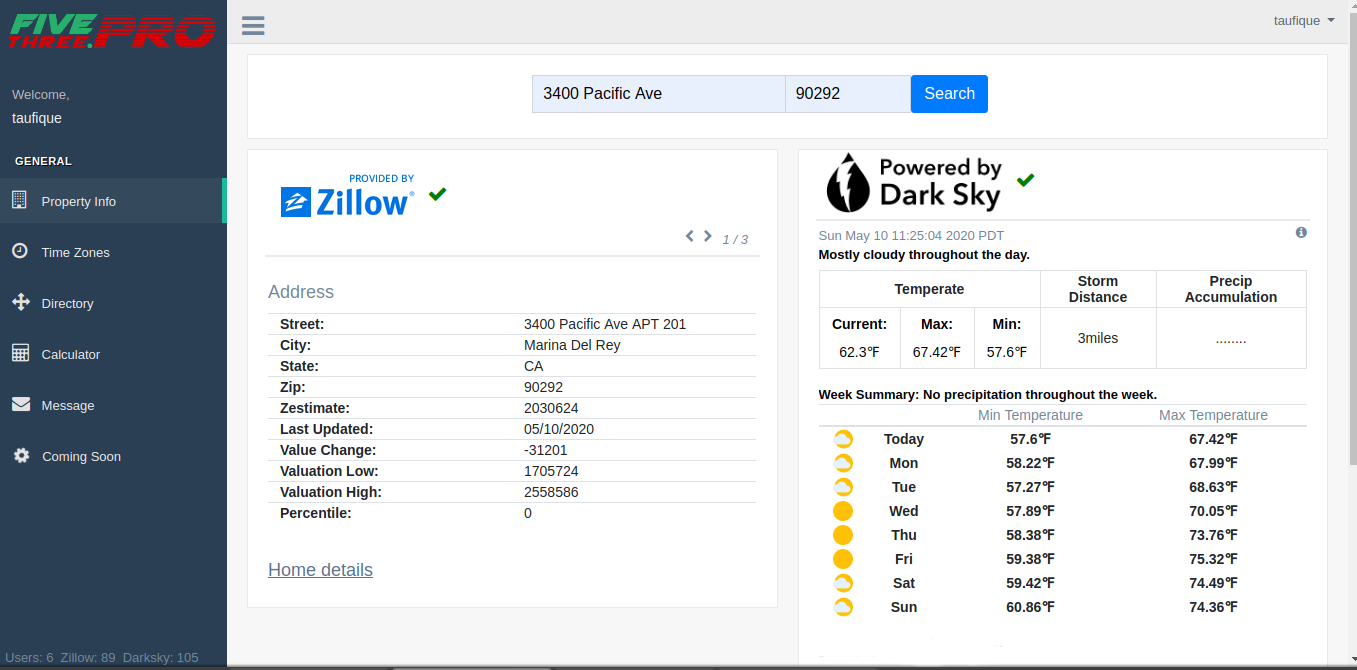 FIVE
THREE.PRO
Welcome,
taufique
GENERAL
Property Info
Time Zones
Directory
Calculator
Message
Coming Soon
Users: 6 Zillow: 89 Darksky: 105
taufique
3400 Pacific Ave 90292 Search
PROVIDED BY
Zillow®
1 / 3
Address
Street: 3400 Pacific Ave APT 201
City: Marina Del Rey
State: CA
Zip: 90292
Zestimate: 2030624
Last Updated: 05/10/2020
Value Change: -31201
Valuation Low: 1705724
Valuation High: 2558586
Percentile: 0
Home details
Powered by
Dark Sky
Sun May 10 11:25:04 2020 PDT
Mostly cloudy throughout the day.
Temperate Storm Distance Precip Accumulation
Current: Max: Min:
62.3℉ 67.42℉ 57.6℉ 3miles ........
Week Summary: No precipitation throughout the week.
Min Temperature Max Temperature
Today 57.6℉ 67.42℉
Mon 58.22℉ 67.99℉
Tue 57.27℉ 68.63℉
Wed 57.89℉ 70.05℉
Thu 58.38℉ 73.76℉
Fri 59.38℉ 75.32℉
Sat 59.42℉ 74.49℉
Sun 60.86℉ 74.36℉